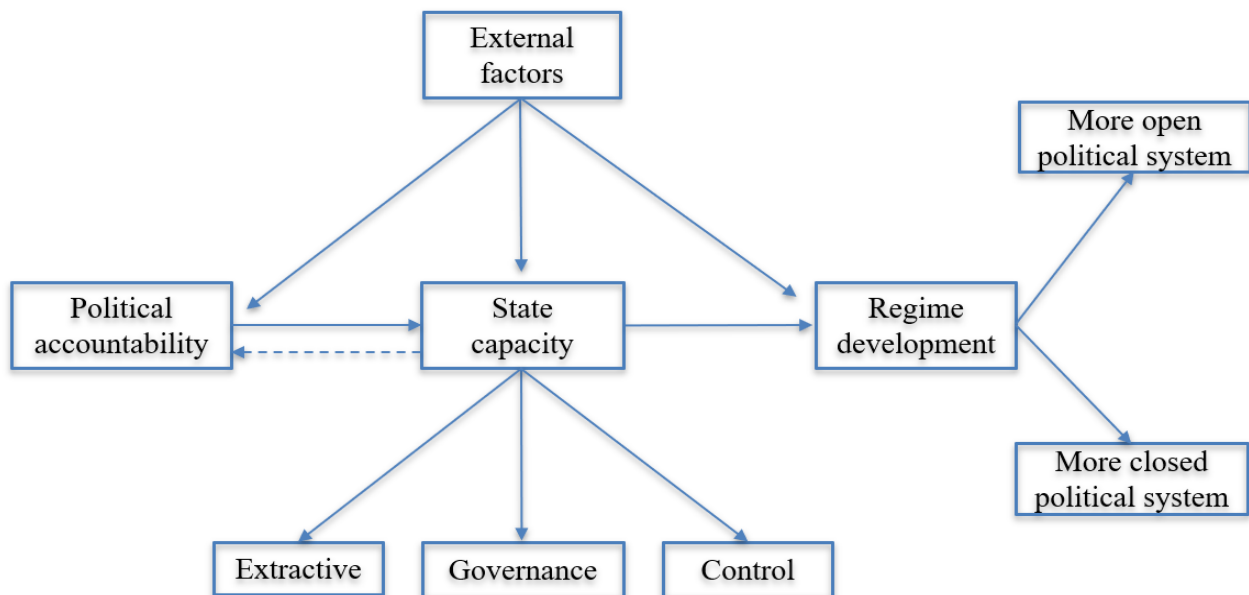 External
factors
More open
political system
Political
accountability
State
capacity
Regime
development
More closed
political system
Extractive
Governance
Control